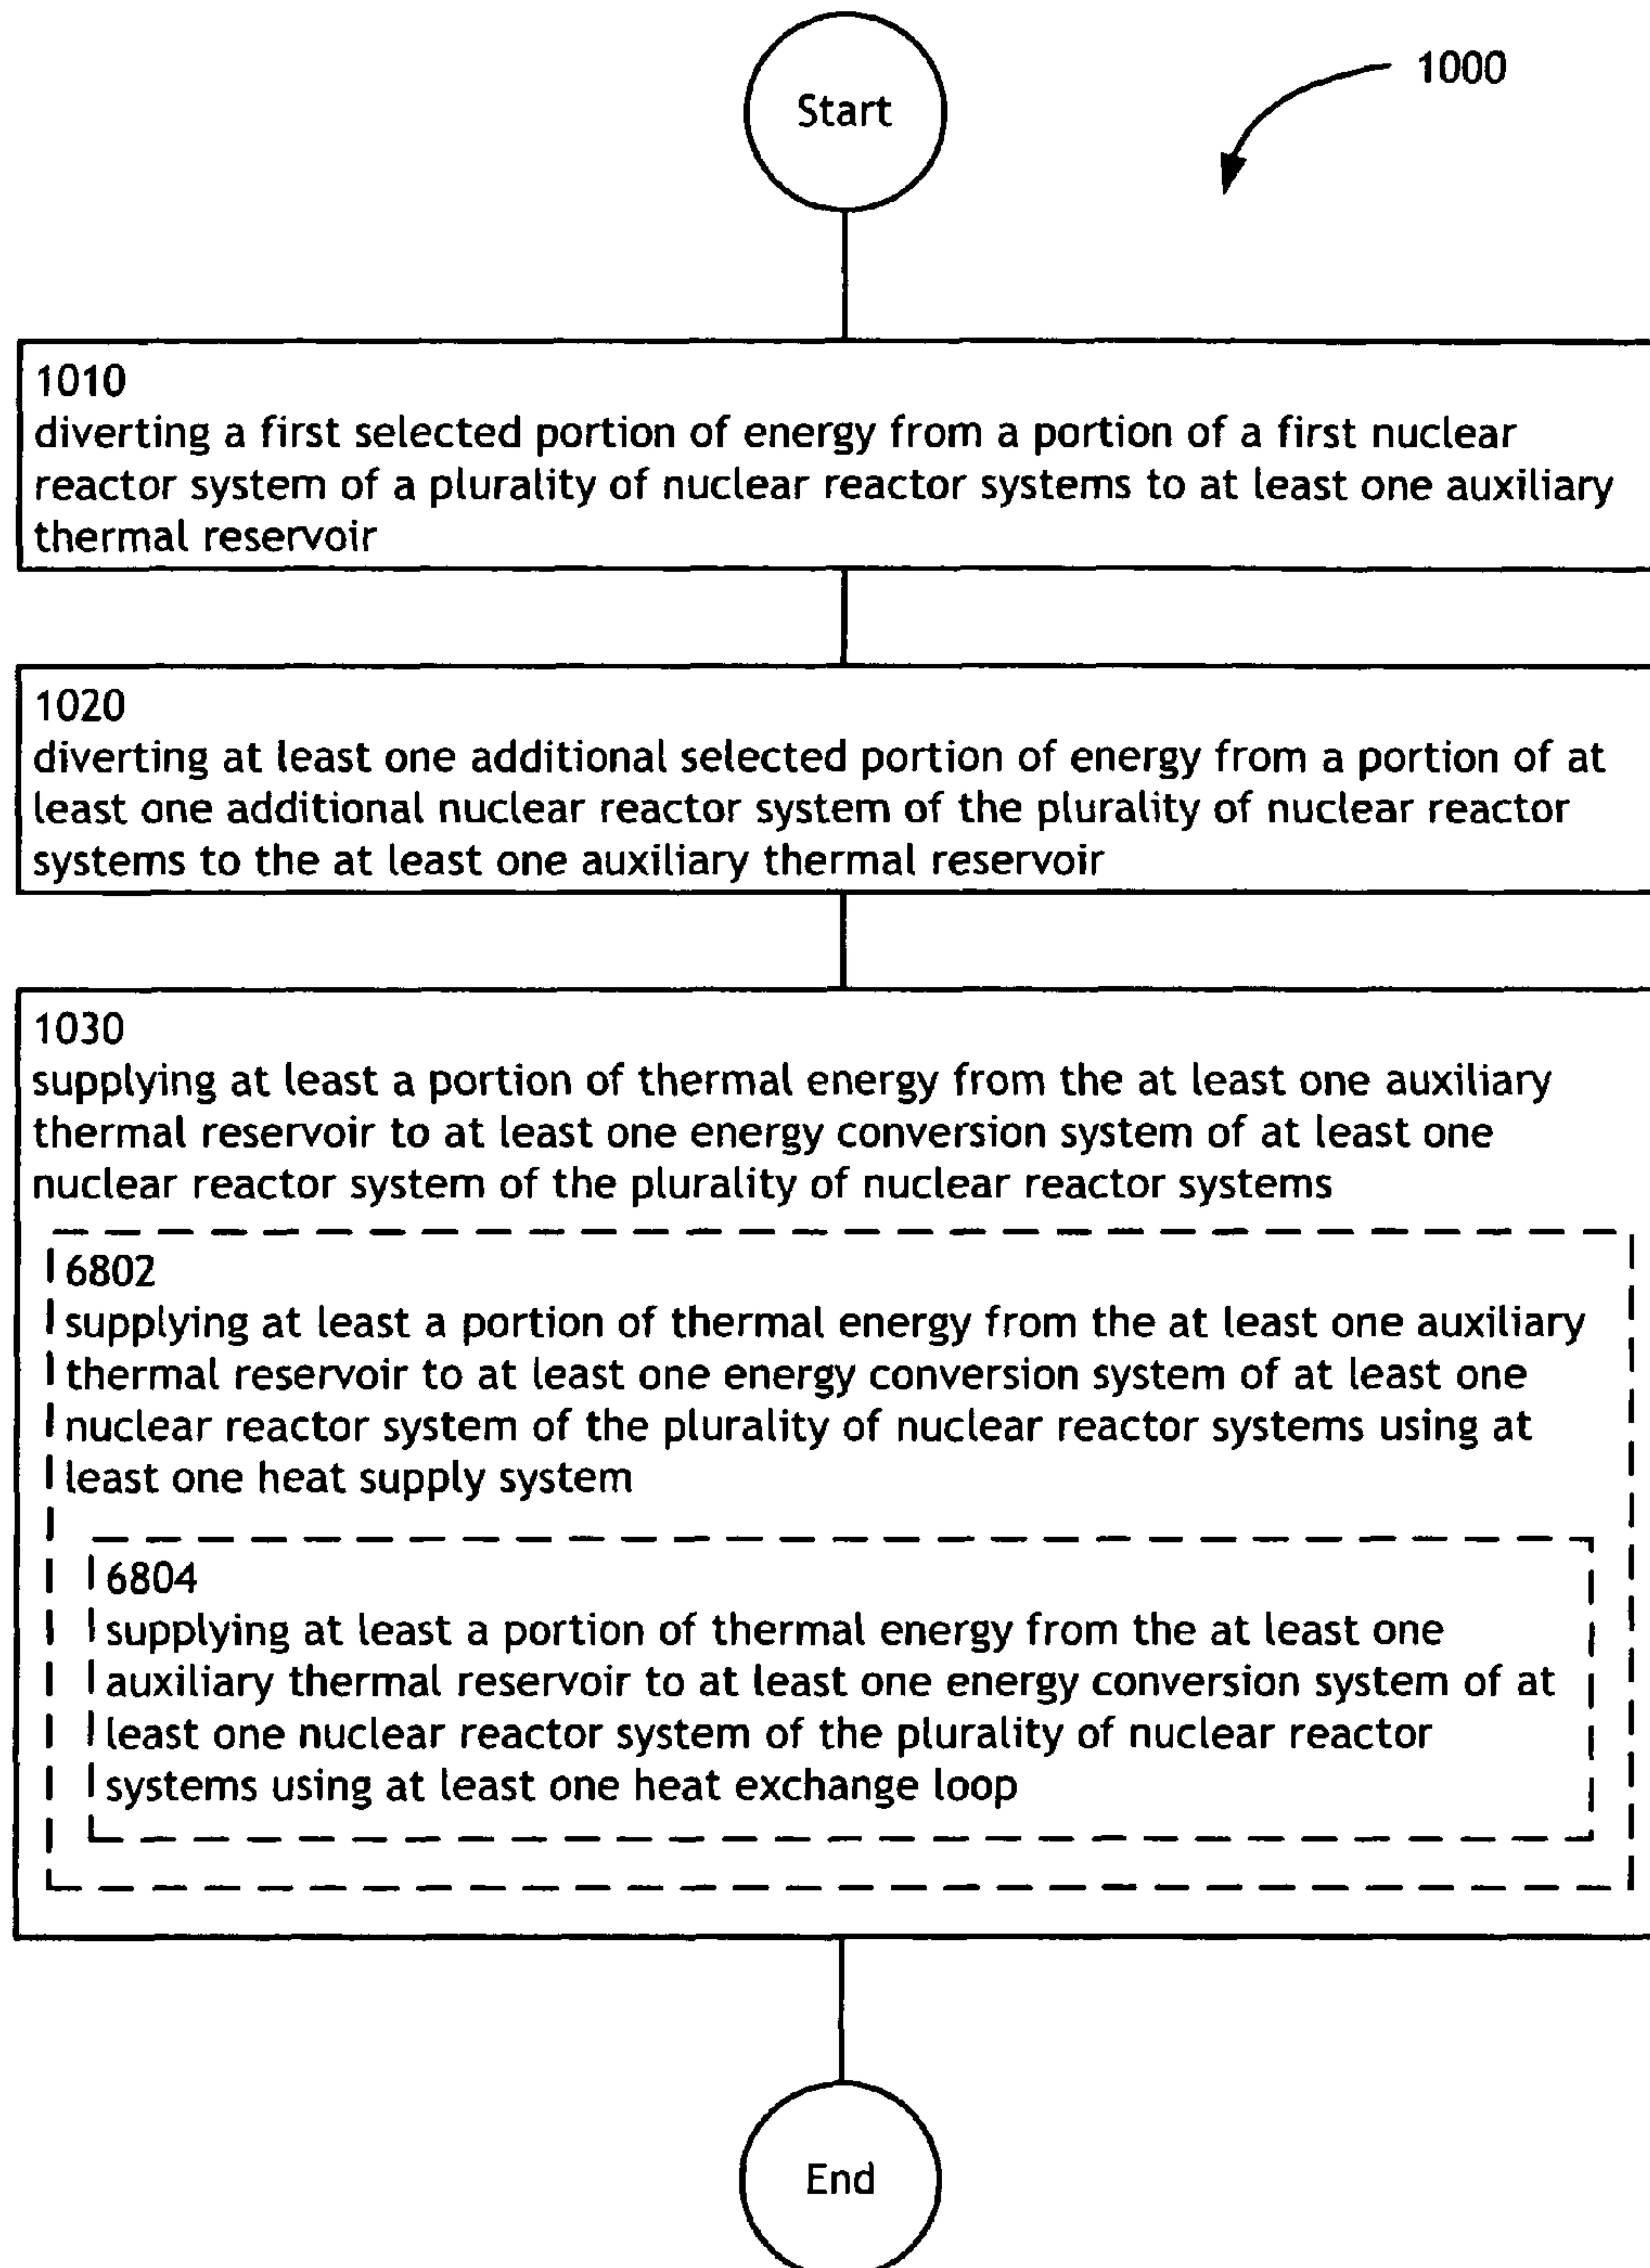 Start
1000
1010
diverting a first selected portion of energy from a portion of a first nuclear
reactor system of a plurality of nuclear reactor systems to at least one auxiliary
thermal reservoir
1020
diverting at least one additional selected portion of energy from a portion of at
least one additional nuclear reactor system of the plurality of nuclear reactor
systems to the at least one auxiliary thermal reservoir
1030
supplying at least a portion of thermal energy from the at least one auxiliary
thermal reservoir to at least one energy conversion system of at least one
nuclear reactor system of the plurality of nuclear reactor systems
6802
supplying at least a portion of thermal energy from the at least one auxiliary
thermal reservoir to at least one energy conversion system of at least one
nuclear reactor system of the plurality of nuclear reactor systems using at
least one heat supply system
6804
supplying at least a portion of thermal energy from the at least one
auxiliary thermal reservoir to at least one energy conversion system of at
least one nuclear reactor system of the plurality of nuclear reactor
systems using at least one heat exchange loop
End